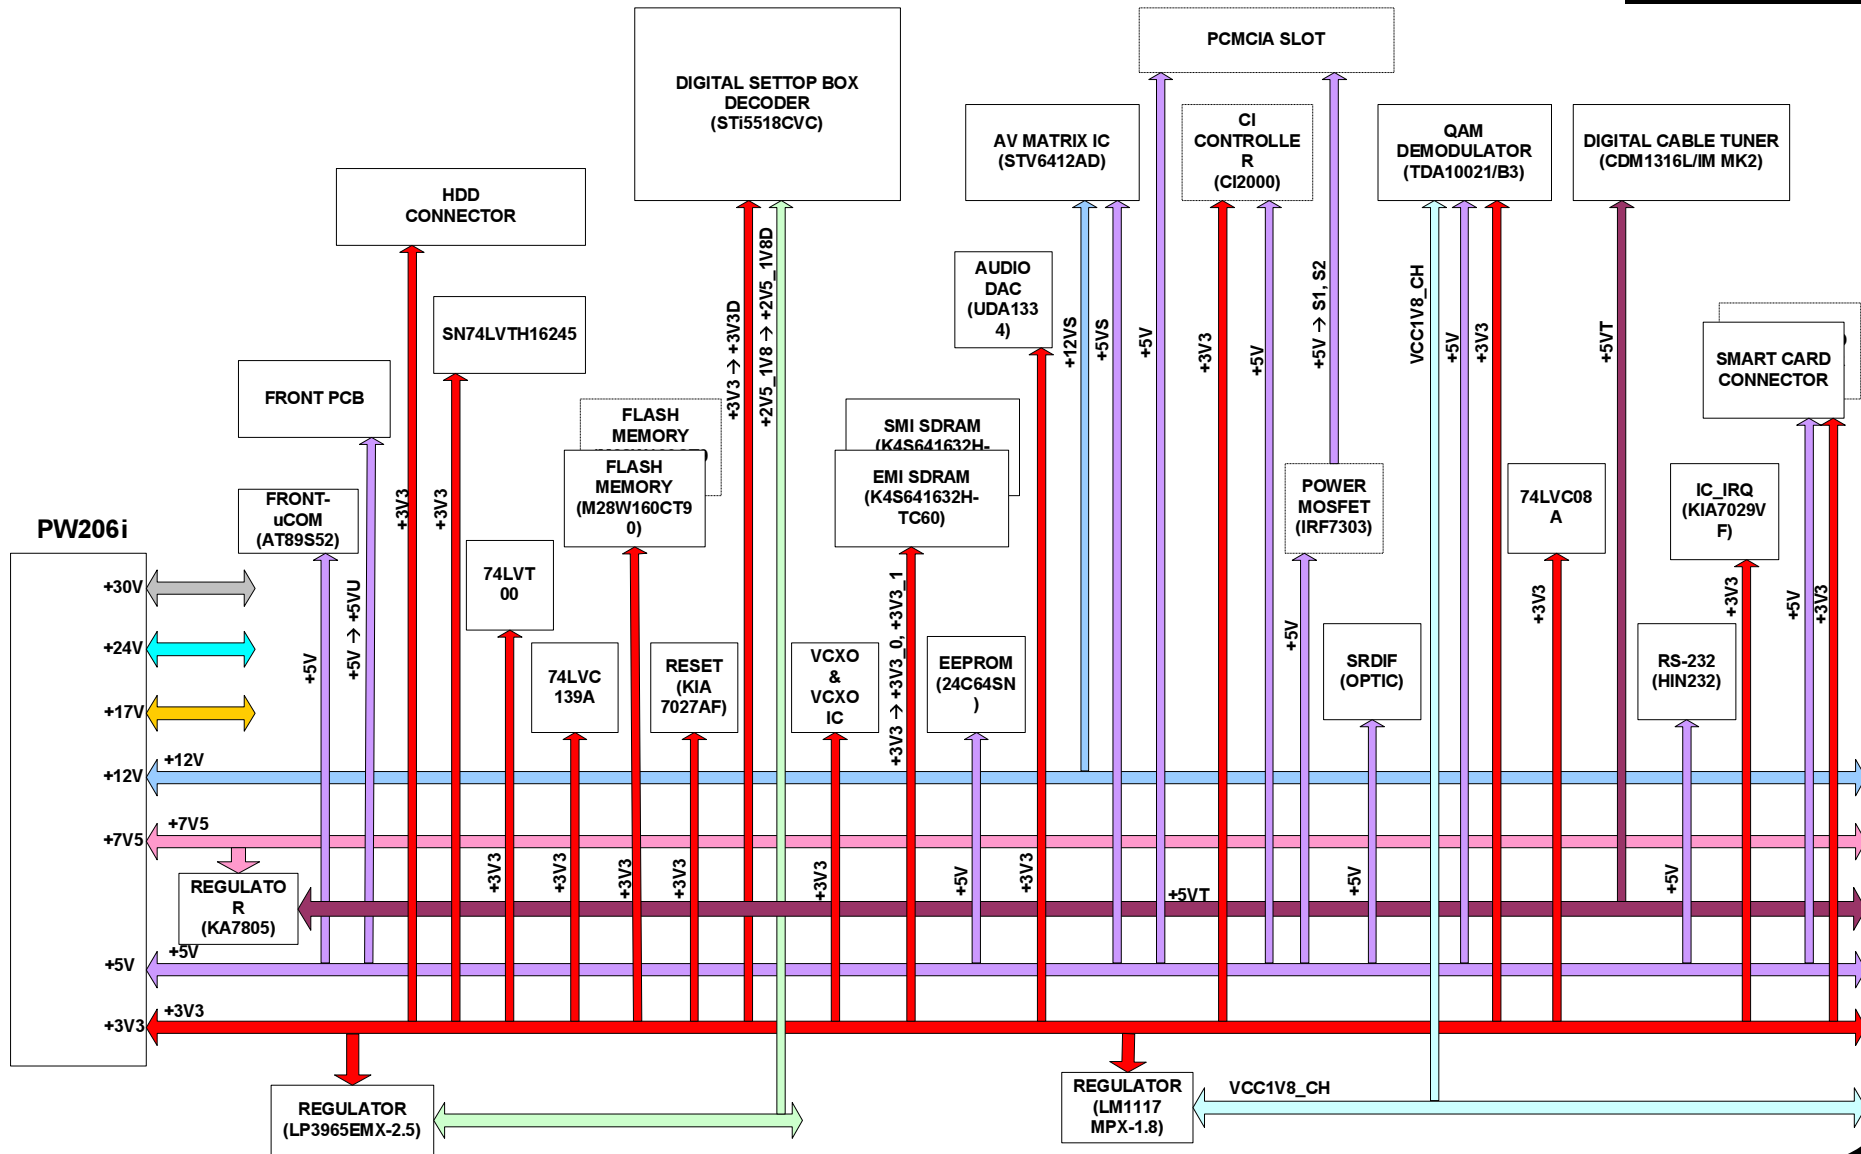 PCMCIA SLOT
DIGITAL SETTOP BOX
DECODER
(STi5518CVC)
AV MATRIX IC
(STV6412AD)
CI
CONTROLLE
R
(CI2000)
QAM
DEMODULATOR
(TDA10021/B3)
DIGITAL CABLE TUNER
(CDM1316L/IM MK2)
HDD
CONNECTOR
AUDIO
DAC
(UDA133
4)
SN74LVTH16245
SMART CARD
CONNECTOR
FRONT PCB
FLASH
MEMORY
FLASH
MEMORY
(M28W160CT9
0)
SMI SDRAM
(K4S641632H-
EMI SDRAM
(K4S641632H-
TC60)
POWER
MOSFET
(IRF7303)
74LVC08
A
IC_IRQ
(KIA7029V
F)
FRONT-
uCOM
(AT89S52)
PW206i
74LVT
00
74LVC
139A
RESET
(KIA
7027AF)
VCXO
&
VCXO
IC
EEPROM
(24C64SN
)
SRDIF
(OPTIC)
RS-232
(HIN232)
+3V3 → +3V3D
+2V5_1V8 → +2V5_1V8D
+12VS
+5VS
+5V
+3V3
+5V
+5V → S1, S2
VCC1V8_CH
+5V
+3V3
+5VT
+3V3
+3V3
+5V
+5V → +5VU
+3V3 → +3V3_0, +3V3_1
+5V
+3V3
+3V3
+5V
+3V3
+3V3
+3V3
+3V3
+3V3
+3V3
+5V
+3V3
+5V
+5V
+30V
+24V
+17V
+12V
+12V
+7V5
+7V5
REGULATO
R
(KA7805)
+5VT
+5V
+5V
+3V3
+3V3
REGULATOR
(LP3965EMX-2.5)
REGULATOR
(LM1117
MPX-1.8)
VCC1V8_CH